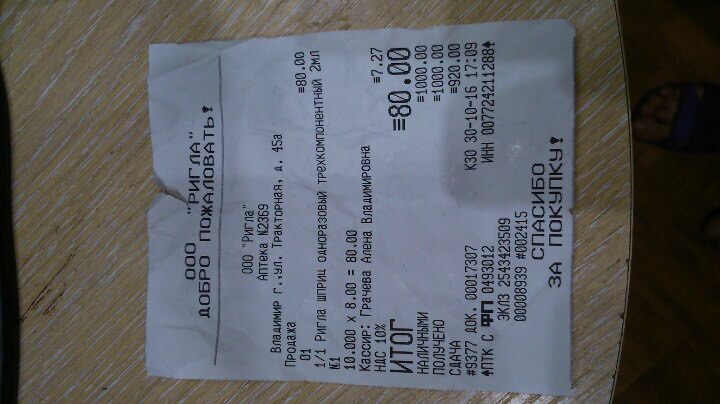 ООО "РИГЛА"
ДОБРО ПОЖАЛОВАТЬ!
ООО "Ригла"
Аптека №2369
Владимир г.,ул. Тракторная, д. 45а
Продажа
01 ≡80.00
1/1 Ригла шприц одноразовый трехкомпонентный 2мл
№1
10.000 X 8.00 = 80.00
Кассир: Грачева Алена Владимировна
НДС 10% ≡7.27
ИТОГ ≡80.00
НАЛИЧНЫМИ ≡1000.00
ПОЛУЧЕНО ≡1000.00
СДАЧА ≡920.00
#9377 ДОК. 00017307 К30 30-10-16 17:09
ПТК С ФП 0493012 ИНН 007724211288
ЭКЛЗ 2543423509
00008939 #002415
СПАСИБО
ЗА ПОКУПКУ!